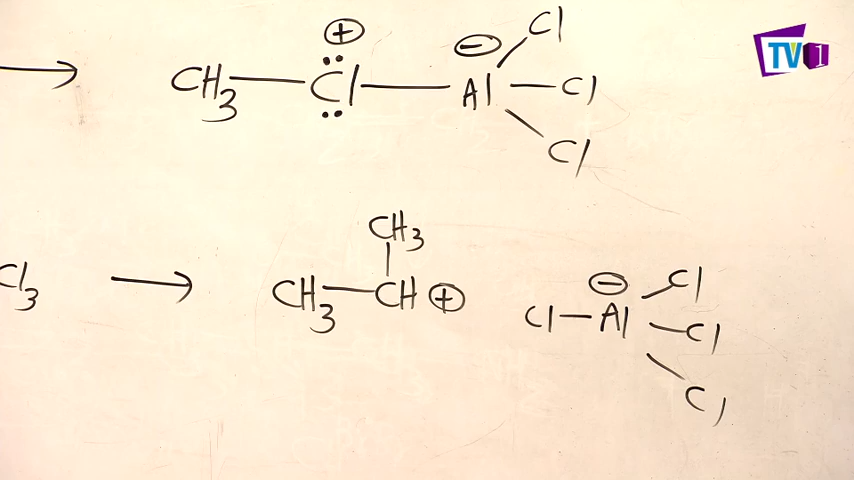 ⊕
⊖ Cl
CH3 — Cl — Al — Cl
Cl
CH3
Cl3 → CH3 — CH ⊕
⊖ Cl
Cl — Al — Cl
Cl
TV1